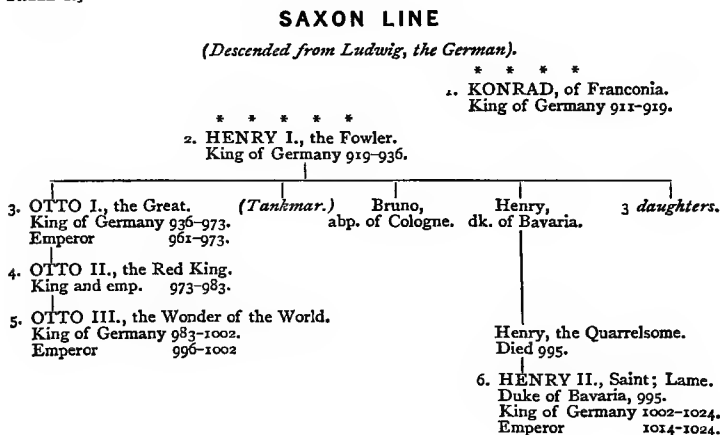 SAXON LINE
(Descended from Ludwig, the German).
* * * *
1. KONRAD, of Franconia.
King of Germany 911–919.
* * * * *
2. HENRY I., the Fowler.
King of Germany 919–936.
3. OTTO I., the Great.
King of Germany 936–973.
Emperor 961–973.
(Tankmar.)
Bruno,
abp. of Cologne.
Henry,
dk. of Bavaria.
3 daughters.
4. OTTO II., the Red King.
King and emp. 973–983.
5. OTTO III., the Wonder of the World.
King of Germany 983–1002.
Emperor 996–1002
Henry, the Quarrelsome.
Died 995.
6. HENRY II., Saint; Lame.
Duke of Bavaria, 995.
King of Germany 1002–1024.
Emperor 1014–1024.